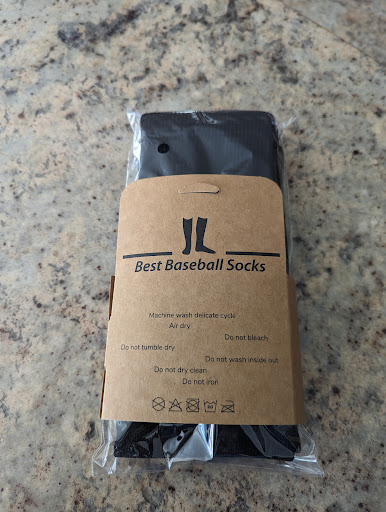 Best Baseball Socks
Machine wash delicate cycle
Air dry
Do not bleach
Do not tumble dry
Do not wash inside out
Do not dry clean
Do not iron